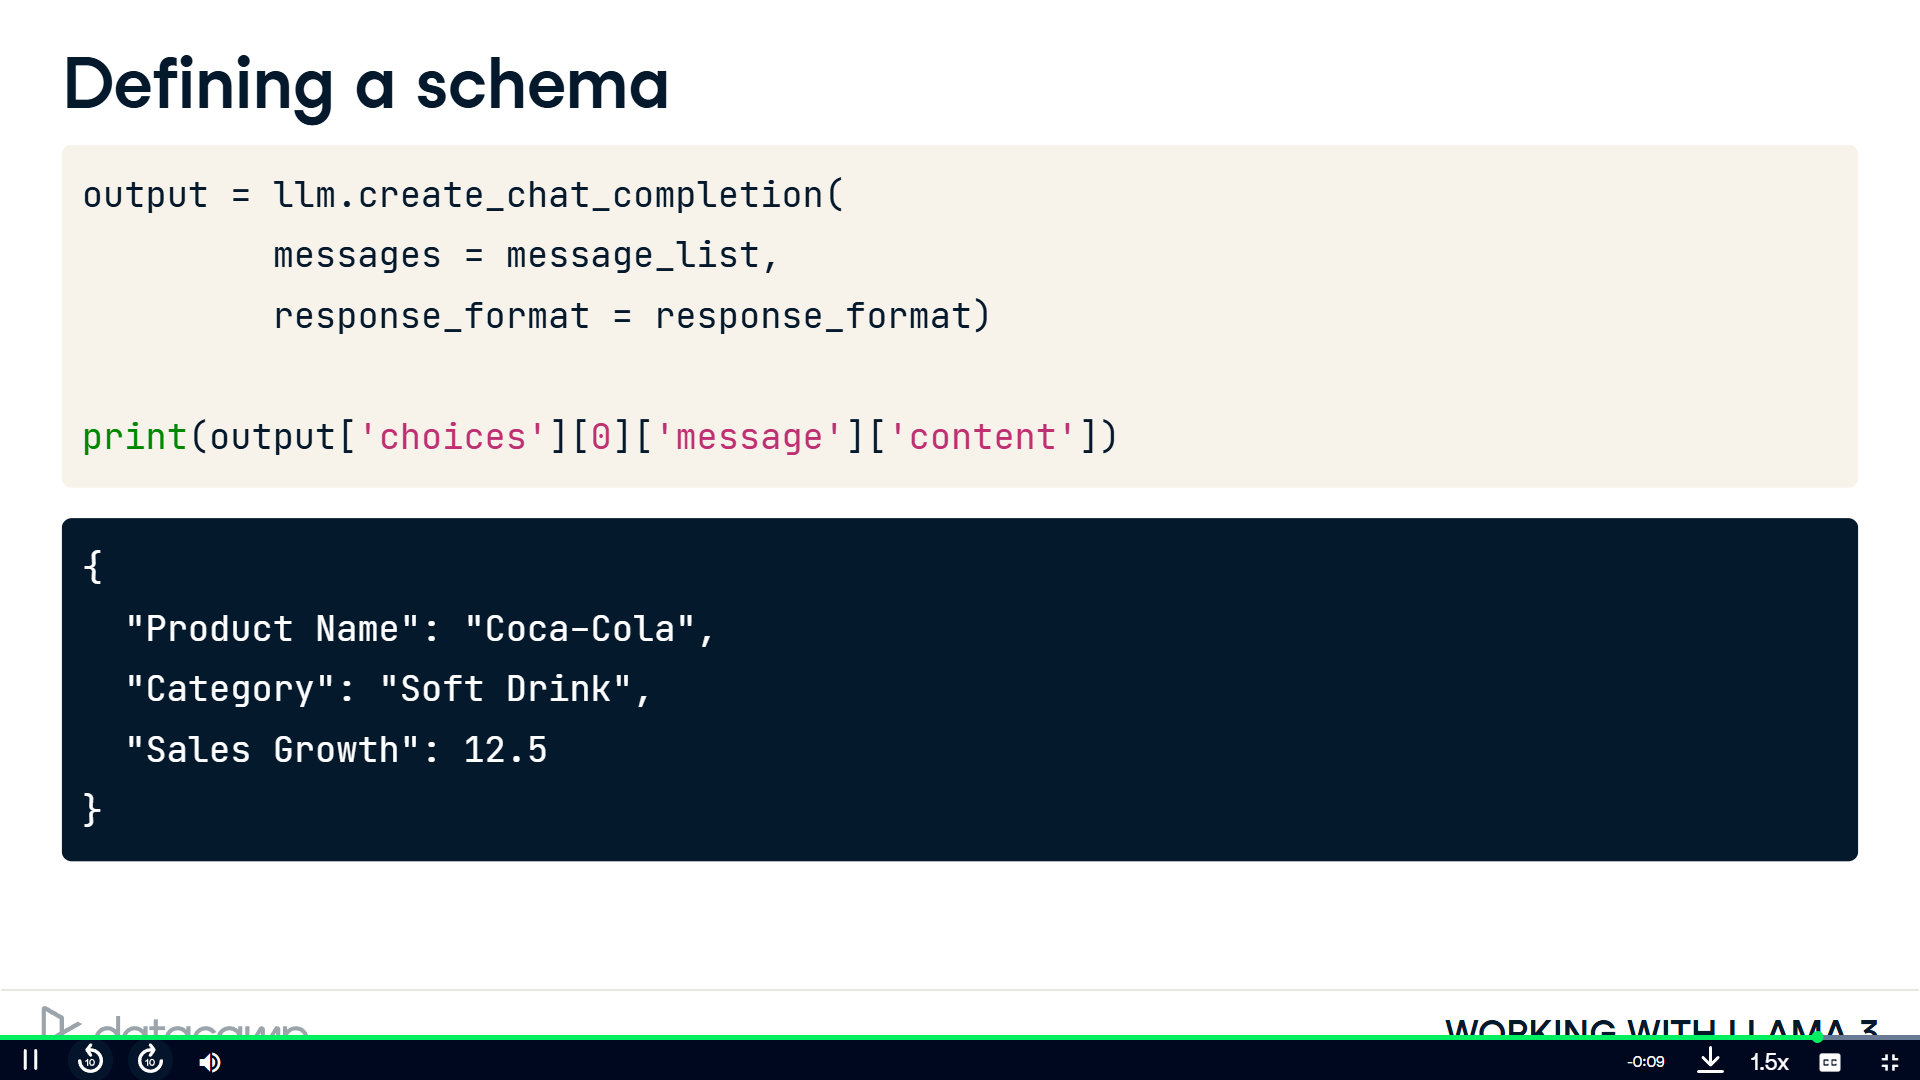 Defining a schema
output = llm.create_chat_completion(
messages = message_list,
response_format = response_format)
print(output['choices'][0]['message']['content'])
{
"Product Name": "Coca-Cola",
"Category": "Soft Drink",
"Sales Growth": 12.5
}
datacamp
WORKING WITH LLAMA 3
10
10
-0:09
1.5x
CC